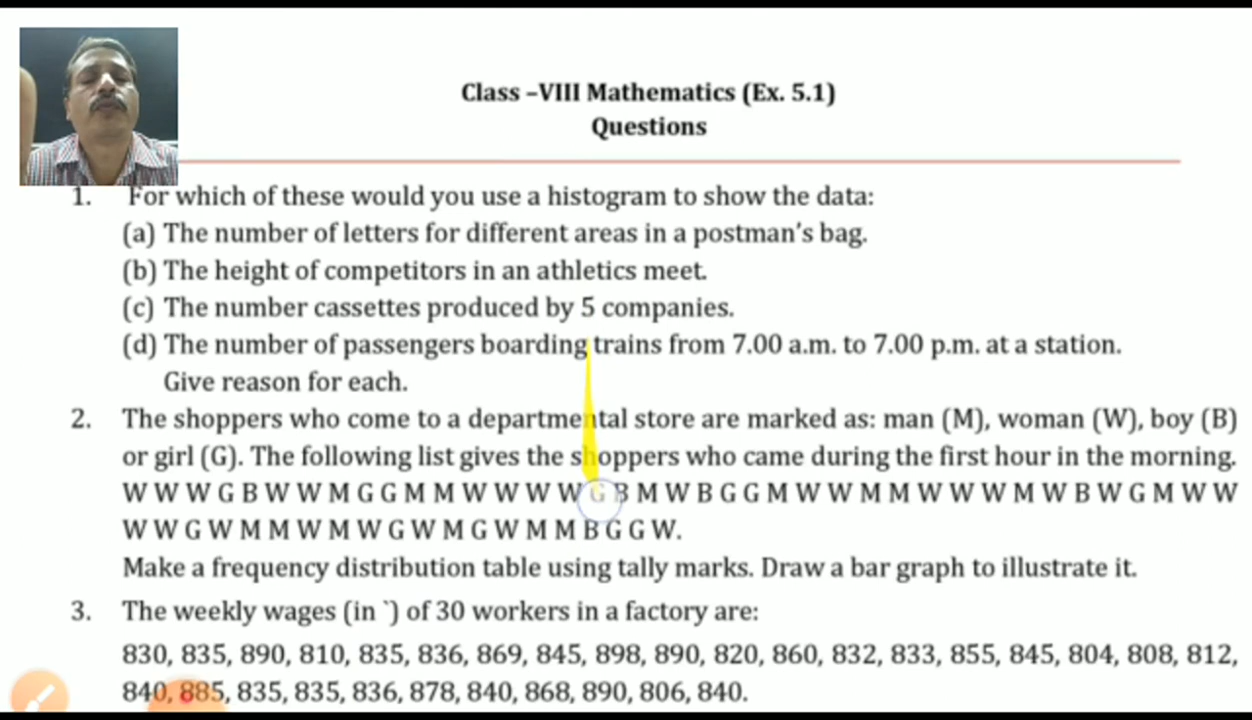 Class –VIII Mathematics (Ex. 5.1)
Questions
1. For which of these would you use a histogram to show the data:
(a) The number of letters for different areas in a postman's bag.
(b) The height of competitors in an athletics meet.
(c) The number cassettes produced by 5 companies.
(d) The number of passengers boarding trains from 7.00 a.m. to 7.00 p.m. at a station.
Give reason for each.
2. The shoppers who come to a departmental store are marked as: man (M), woman (W), boy (B)
or girl (G). The following list gives the shoppers who came during the first hour in the morning.
W W W G B W W M G G M M W W W W G B M W B G G M W W M M W W W M W B W G M W W
W W G W M M W M W G W M G W M M B G G W.
Make a frequency distribution table using tally marks. Draw a bar graph to illustrate it.
3. The weekly wages (in `) of 30 workers in a factory are:
830, 835, 890, 810, 835, 836, 869, 845, 898, 890, 820, 860, 832, 833, 855, 845, 804, 808, 812,
840, 885, 835, 835, 836, 878, 840, 868, 890, 806, 840.